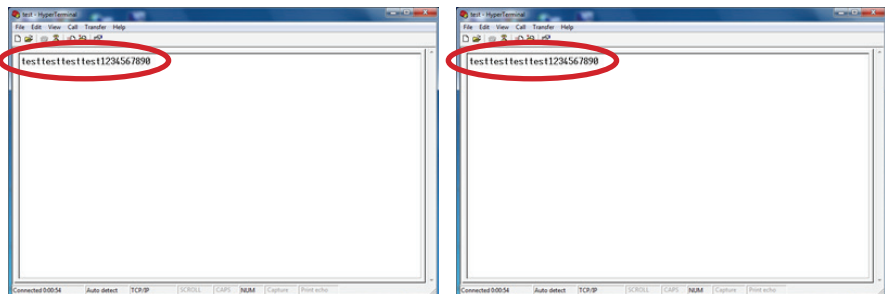 test - HyperTerminal
File Edit View Call Transfer Help
testtesttesttest1234567890
Connected 0:00:54 Auto detect TCP/IP SCROLL CAPS NUM Capture Print echo
test - HyperTerminal
File Edit View Call Transfer Help
testtesttesttest1234567890
Connected 0:00:54 Auto detect TCP/IP SCROLL CAPS NUM Capture Print echo